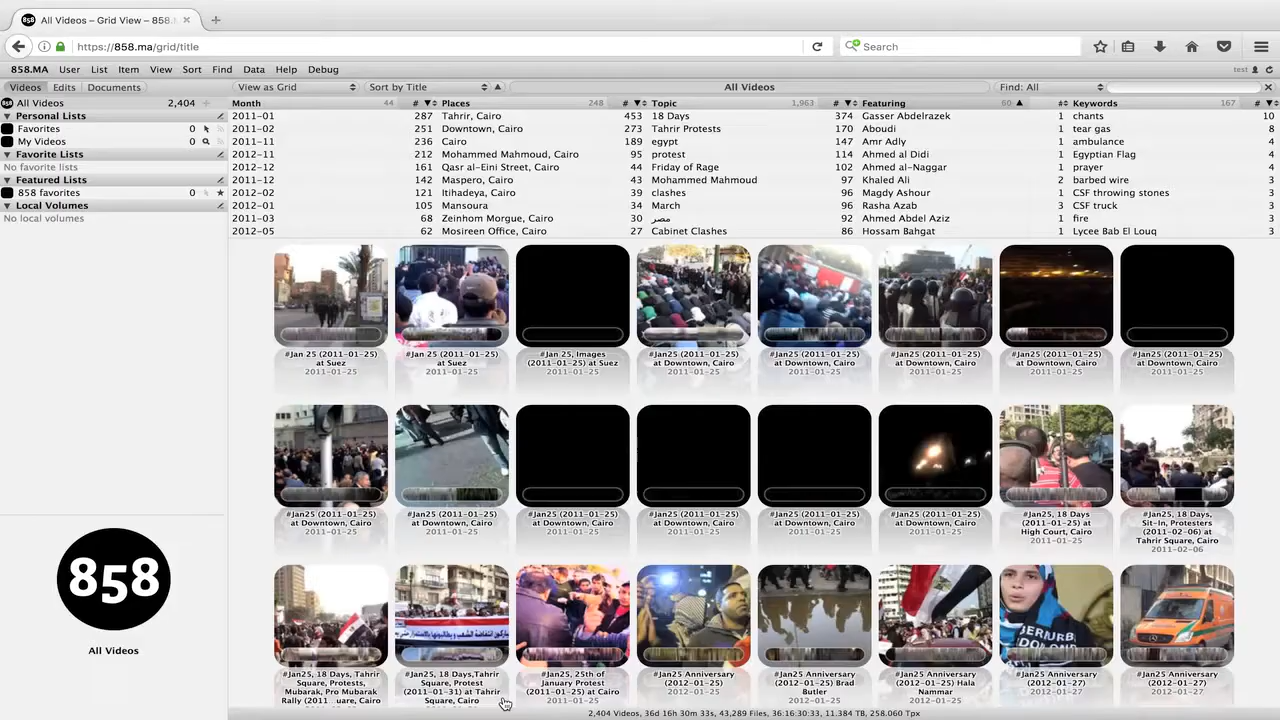 All Videos – Grid View – 858.
https://858.ma/grid/title
Search
858.MA User List Item View Sort Find Data Help Debug
test
Videos Edits Documents
View as Grid
Sort by Title
All Videos
Find: All
All Videos 2,404
Personal Lists
Favorites 0
My Videos 0
Favorite Lists
No favorite lists
Featured Lists
858 favorites 0
Local Volumes
No local volumes
Month 44 #
2011-01 287
2011-02 251
2011-11 236
2012-11 212
2012-12 161
2011-12 142
2012-02 121
2012-01 105
2011-03 68
2012-05 62
Places 248 #
Tahrir, Cairo 453
Downtown, Cairo 273
Cairo 189
Mohammed Mahmoud, Cairo 95
Qasr al-Eini Street, Cairo 44
Maspero, Cairo 43
Itihadeya, Cairo 39
Mansoura 34
Zeinhom Morgue, Cairo 30
Mosireen Office, Cairo 27
Topic 1,963 #
18 Days 374
Tahrir Protests 170
egypt 147
protest 114
Friday of Rage 102
Mohammed Mahmoud 97
clashes 96
March 96
مصر 92
Cabinet Clashes 86
Featuring 60 #
Gasser Abdelrazek 1
Aboudi 1
Amr Adly 1
Ahmed al Didi 1
Ahmed al-Naggar 1
Khaled Ali 2
Magdy Ashour 1
Rasha Azab 3
Ahmed Abdel Aziz 1
Hossam Bahgat 1
Keywords 167 #
chants 10
tear gas 8
ambulance 4
Egyptian Flag 4
prayer 4
barbed wire 3
CSF throwing stones 3
CSF truck 3
fire 3
Lycee Bab El Louq 3
#Jan 25 (2011-01-25)
at Suez
2011-01-25
#Jan 25 (2011-01-25)
at Suez
2011-01-25
#Jan 25, Images
(2011-01-25) at Suez
2011-01-25
#Jan25 (2011-01-25)
at Downtown, Cairo
2011-01-25
#Jan25 (2011-01-25)
at Downtown, Cairo
2011-01-25
#Jan25 (2011-01-25)
at Downtown, Cairo
2011-01-25
#Jan25 (2011-01-25)
at Downtown, Cairo
2011-01-25
#Jan25 (2011-01-25)
at Downtown, Cairo
2011-01-25
#Jan25 (2011-01-25)
at Downtown, Cairo
2011-01-25
#Jan25 (2011-01-25)
at Downtown, Cairo
2011-01-25
#Jan25 (2011-01-25)
at Downtown, Cairo
2011-01-25
#Jan25 (2011-01-25)
at Downtown, Cairo
2011-01-25
#Jan25 (2011-01-25)
at Downtown, Cairo
2011-01-25
#Jan25 (2011-01-25)
at Downtown, Cairo
2011-01-25
#Jan25, 18 Days
(2011-01-25) at
High Court, Cairo
2011-01-25
#Jan25, 18 Days,
Sit-In, Protesters
(2011-02-06) at
Tahrir Square, Cairo
2011-02-06
BERNURB
DOLOMI
#Jan25, 18 Days, Tahrir
Square, Protests,
Mubarak, Pro Mubarak
Rally (2011…uare, Cairo
#Jan25, 18 Days,Tahrir
Square, Protest
(2011-01-31) at Tahrir
Square, Cairo
#Jan25, 25th of
January Protest
(2011-01-25) at Cairo
2011-01-25
#Jan25 Anniversary
(2012-01-25)
2012-01-25
#Jan25 Anniversary
(2012-01-25) Brad
Butler
2012-01-25
#Jan25 Anniversary
(2012-01-25) Hala
Nammar
2012-01-25
#Jan25 Anniversary
(2012-01-27)
2012-01-27
#Jan25 Anniversary
(2012-01-27)
2012-01-27
858
All Videos
2,404 Videos, 36d 16h 30m 33s, 43,289 Files, 36:16:30:33, 11.384 TB, 258.060 Tpx